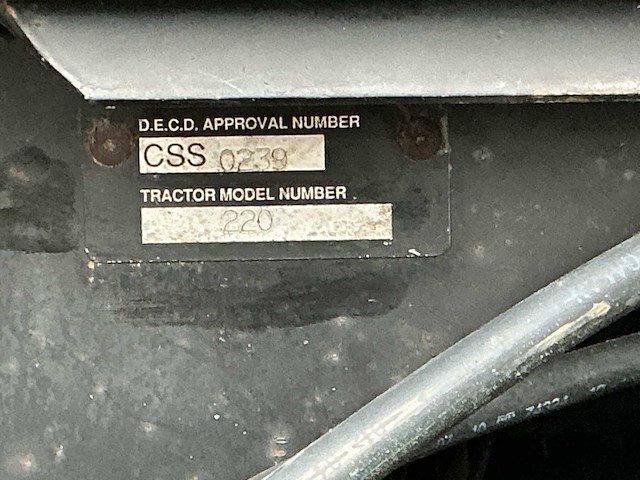 D.E.C.D. APPROVAL NUMBER
CSS 0239
TRACTOR MODEL NUMBER
220